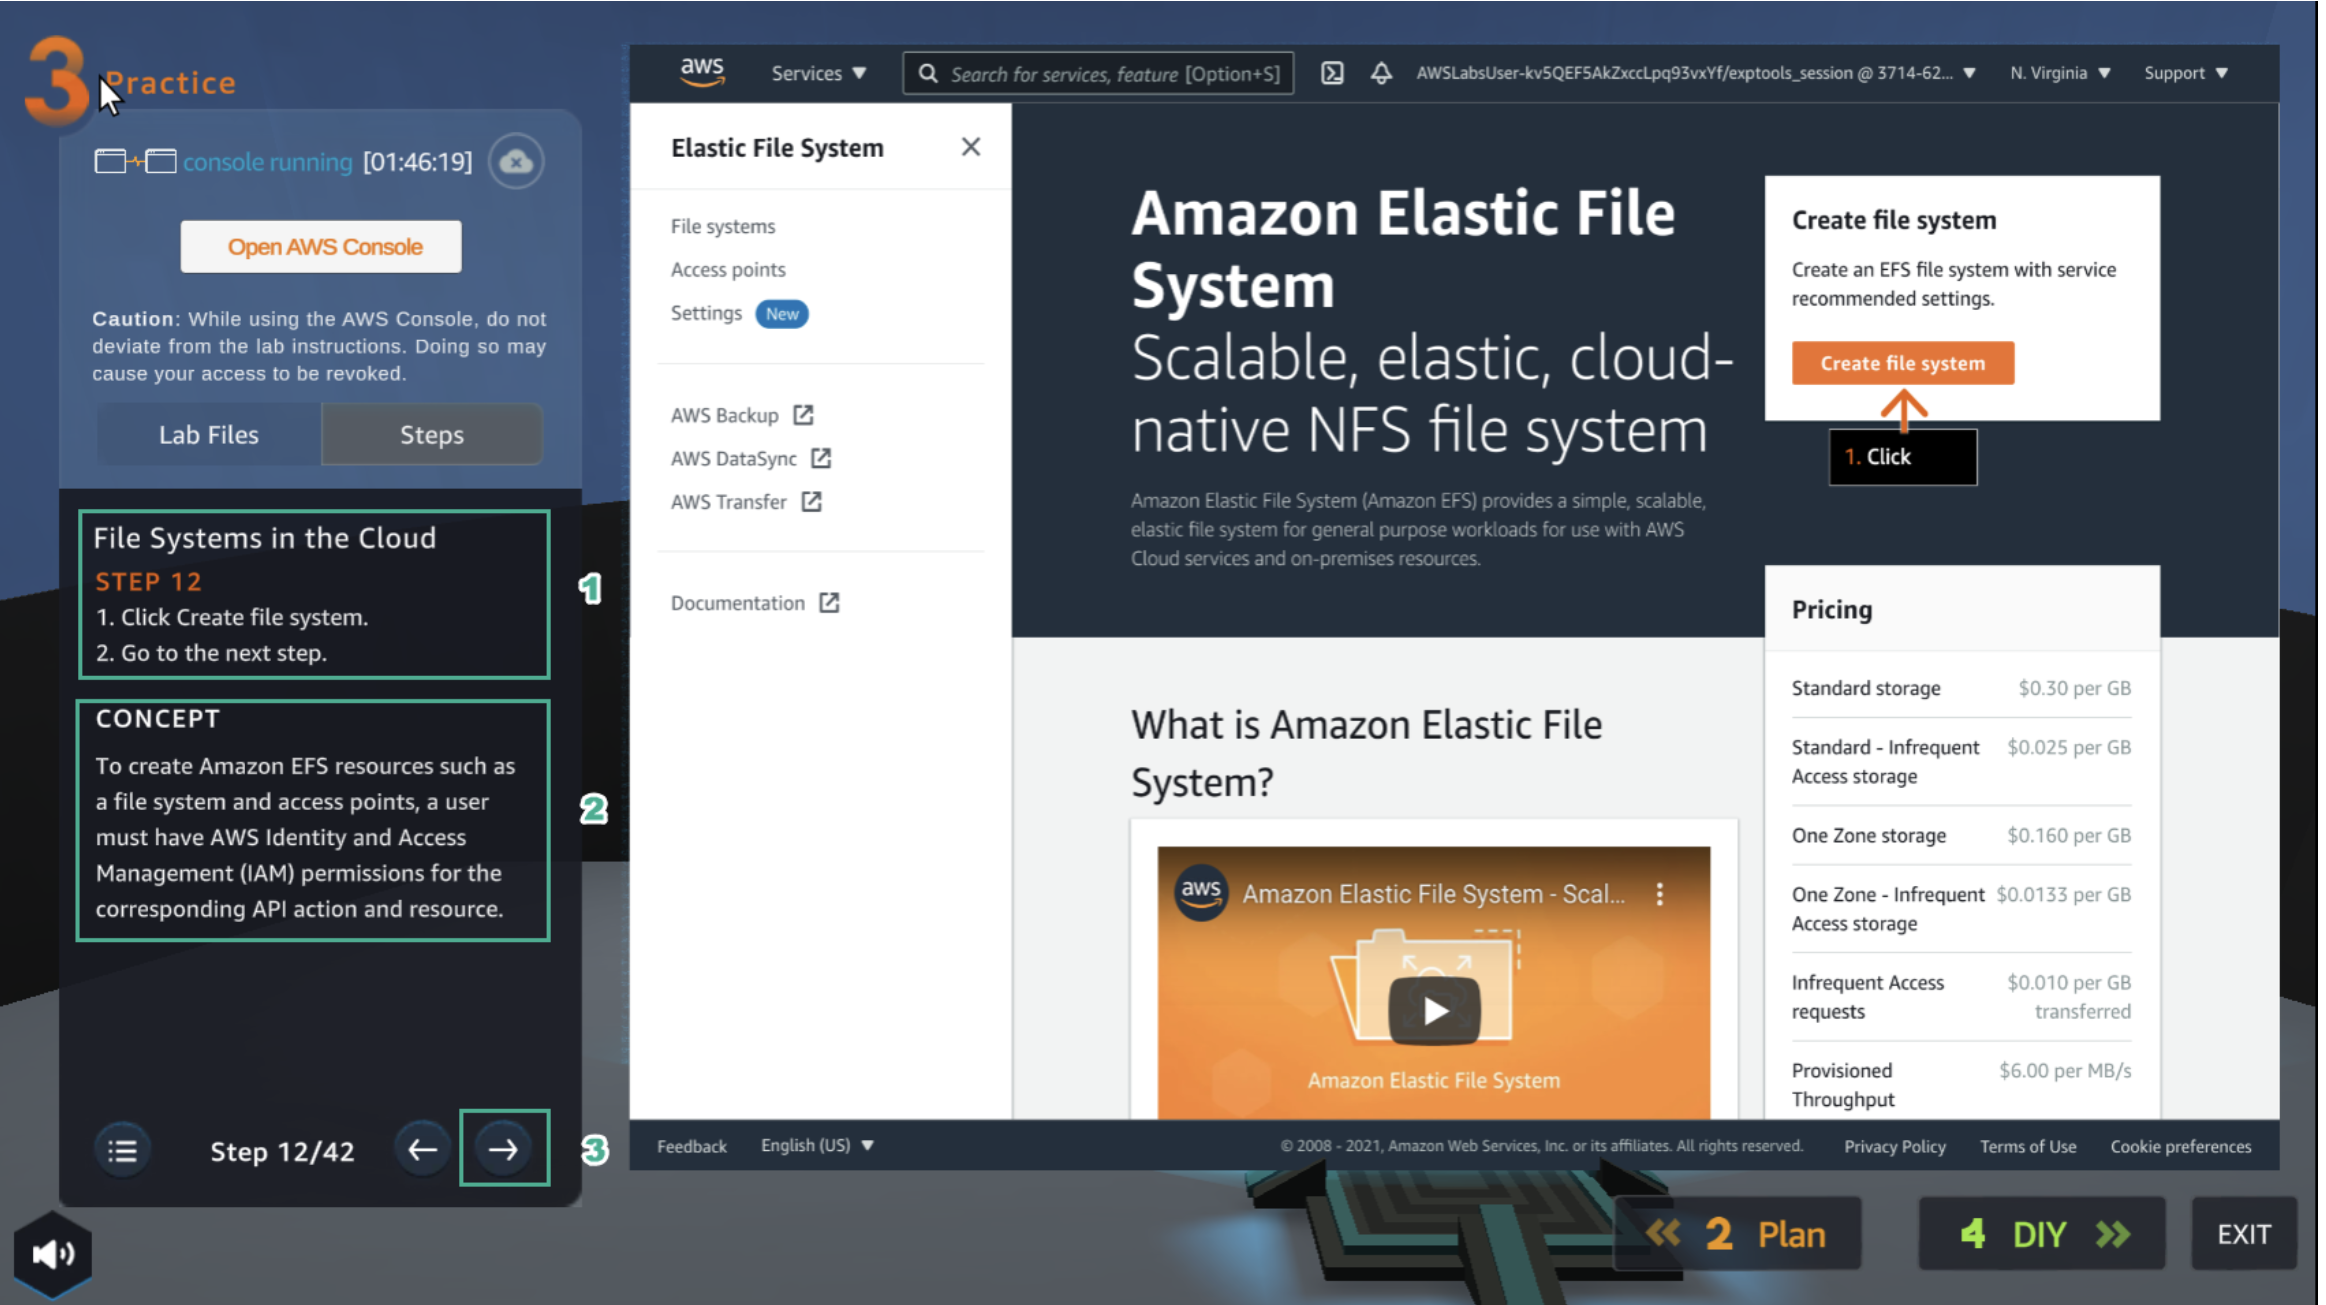 3 Practice
console running [01:46:19]
Open AWS Console
Caution: While using the AWS Console, do not
deviate from the lab instructions. Doing so may
cause your access to be revoked.
Lab Files
Steps
File Systems in the Cloud
STEP 12
1. Click Create file system.
2. Go to the next step.
1
CONCEPT
To create Amazon EFS resources such as
a file system and access points, a user
must have AWS Identity and Access
Management (IAM) permissions for the
corresponding API action and resource.
2
Step 12/42
3
aws
Services
Search for services, feature [Option+S]
AWSLabsUser-kv5QEF5AkZxccLpq93vxYf/exptools_session @ 3714-62...
N. Virginia
Support
Elastic File System
File systems
Access points
Settings New
AWS Backup
AWS DataSync
AWS Transfer
Documentation
Amazon Elastic File
System
Scalable, elastic, cloud-
native NFS file system
Amazon Elastic File System (Amazon EFS) provides a simple, scalable,
elastic file system for general purpose workloads for use with AWS
Cloud services and on-premises resources.
Create file system
Create an EFS file system with service
recommended settings.
Create file system
1. Click
What is Amazon Elastic File
System?
aws
Amazon Elastic File System - Scal...
Amazon Elastic File System
Pricing
Standard storage $0.30 per GB
Standard - Infrequent $0.025 per GB
Access storage
One Zone storage $0.160 per GB
One Zone - Infrequent $0.0133 per GB
Access storage
Infrequent Access $0.010 per GB
requests transferred
Provisioned $6.00 per MB/s
Throughput
Feedback
English (US)
© 2008 - 2021, Amazon Web Services, Inc. or its affiliates. All rights reserved.
Privacy Policy
Terms of Use
Cookie preferences
2 Plan
4 DIY
EXIT